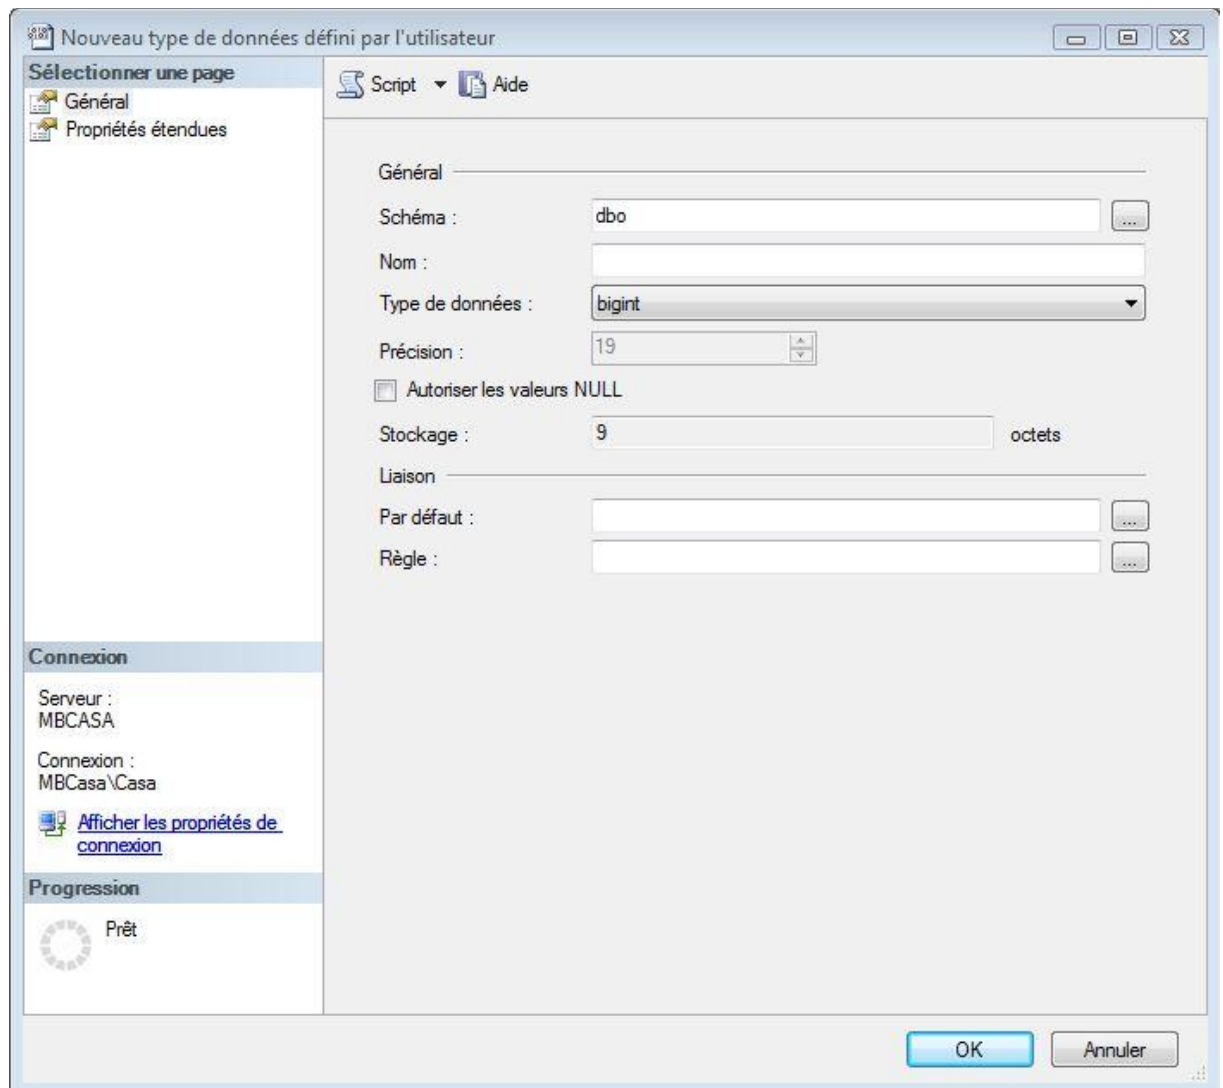 Nouveau type de données défini par l'utilisateur
Sélectionner une page
Général
Propriétés étendues
Script
Aide
Général
Schéma :
dbo
...
Nom :
Type de données :
bigint
Précision :
19
Autoriser les valeurs NULL
Stockage :
9
octets
Liaison
Par défaut :
...
Règle :
...
Connexion
Serveur :
MBCASA
Connexion :
MBCasa\Casa
Afficher les propriétés de
connexion
Progression
Prêt
OK
Annuler